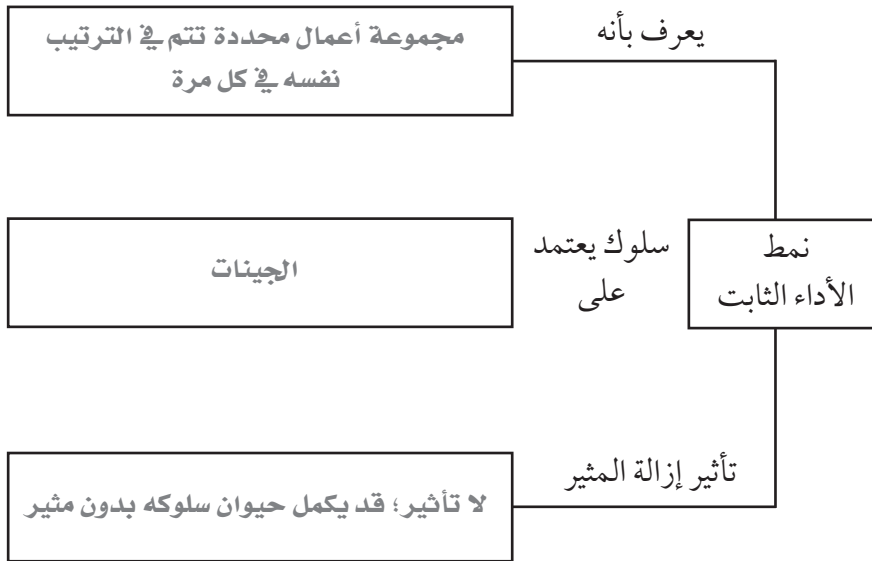 يعرف بأنه
مجموعة أعمال محددة تتم في الترتيب
نفسه في كل مرة
نمط
الأداء الثابت
سلوك يعتمد
على
الجينات
تأثير إزالة المثير
لا تأثير؛ قد يكمل حيوان سلوكه بدون مثير